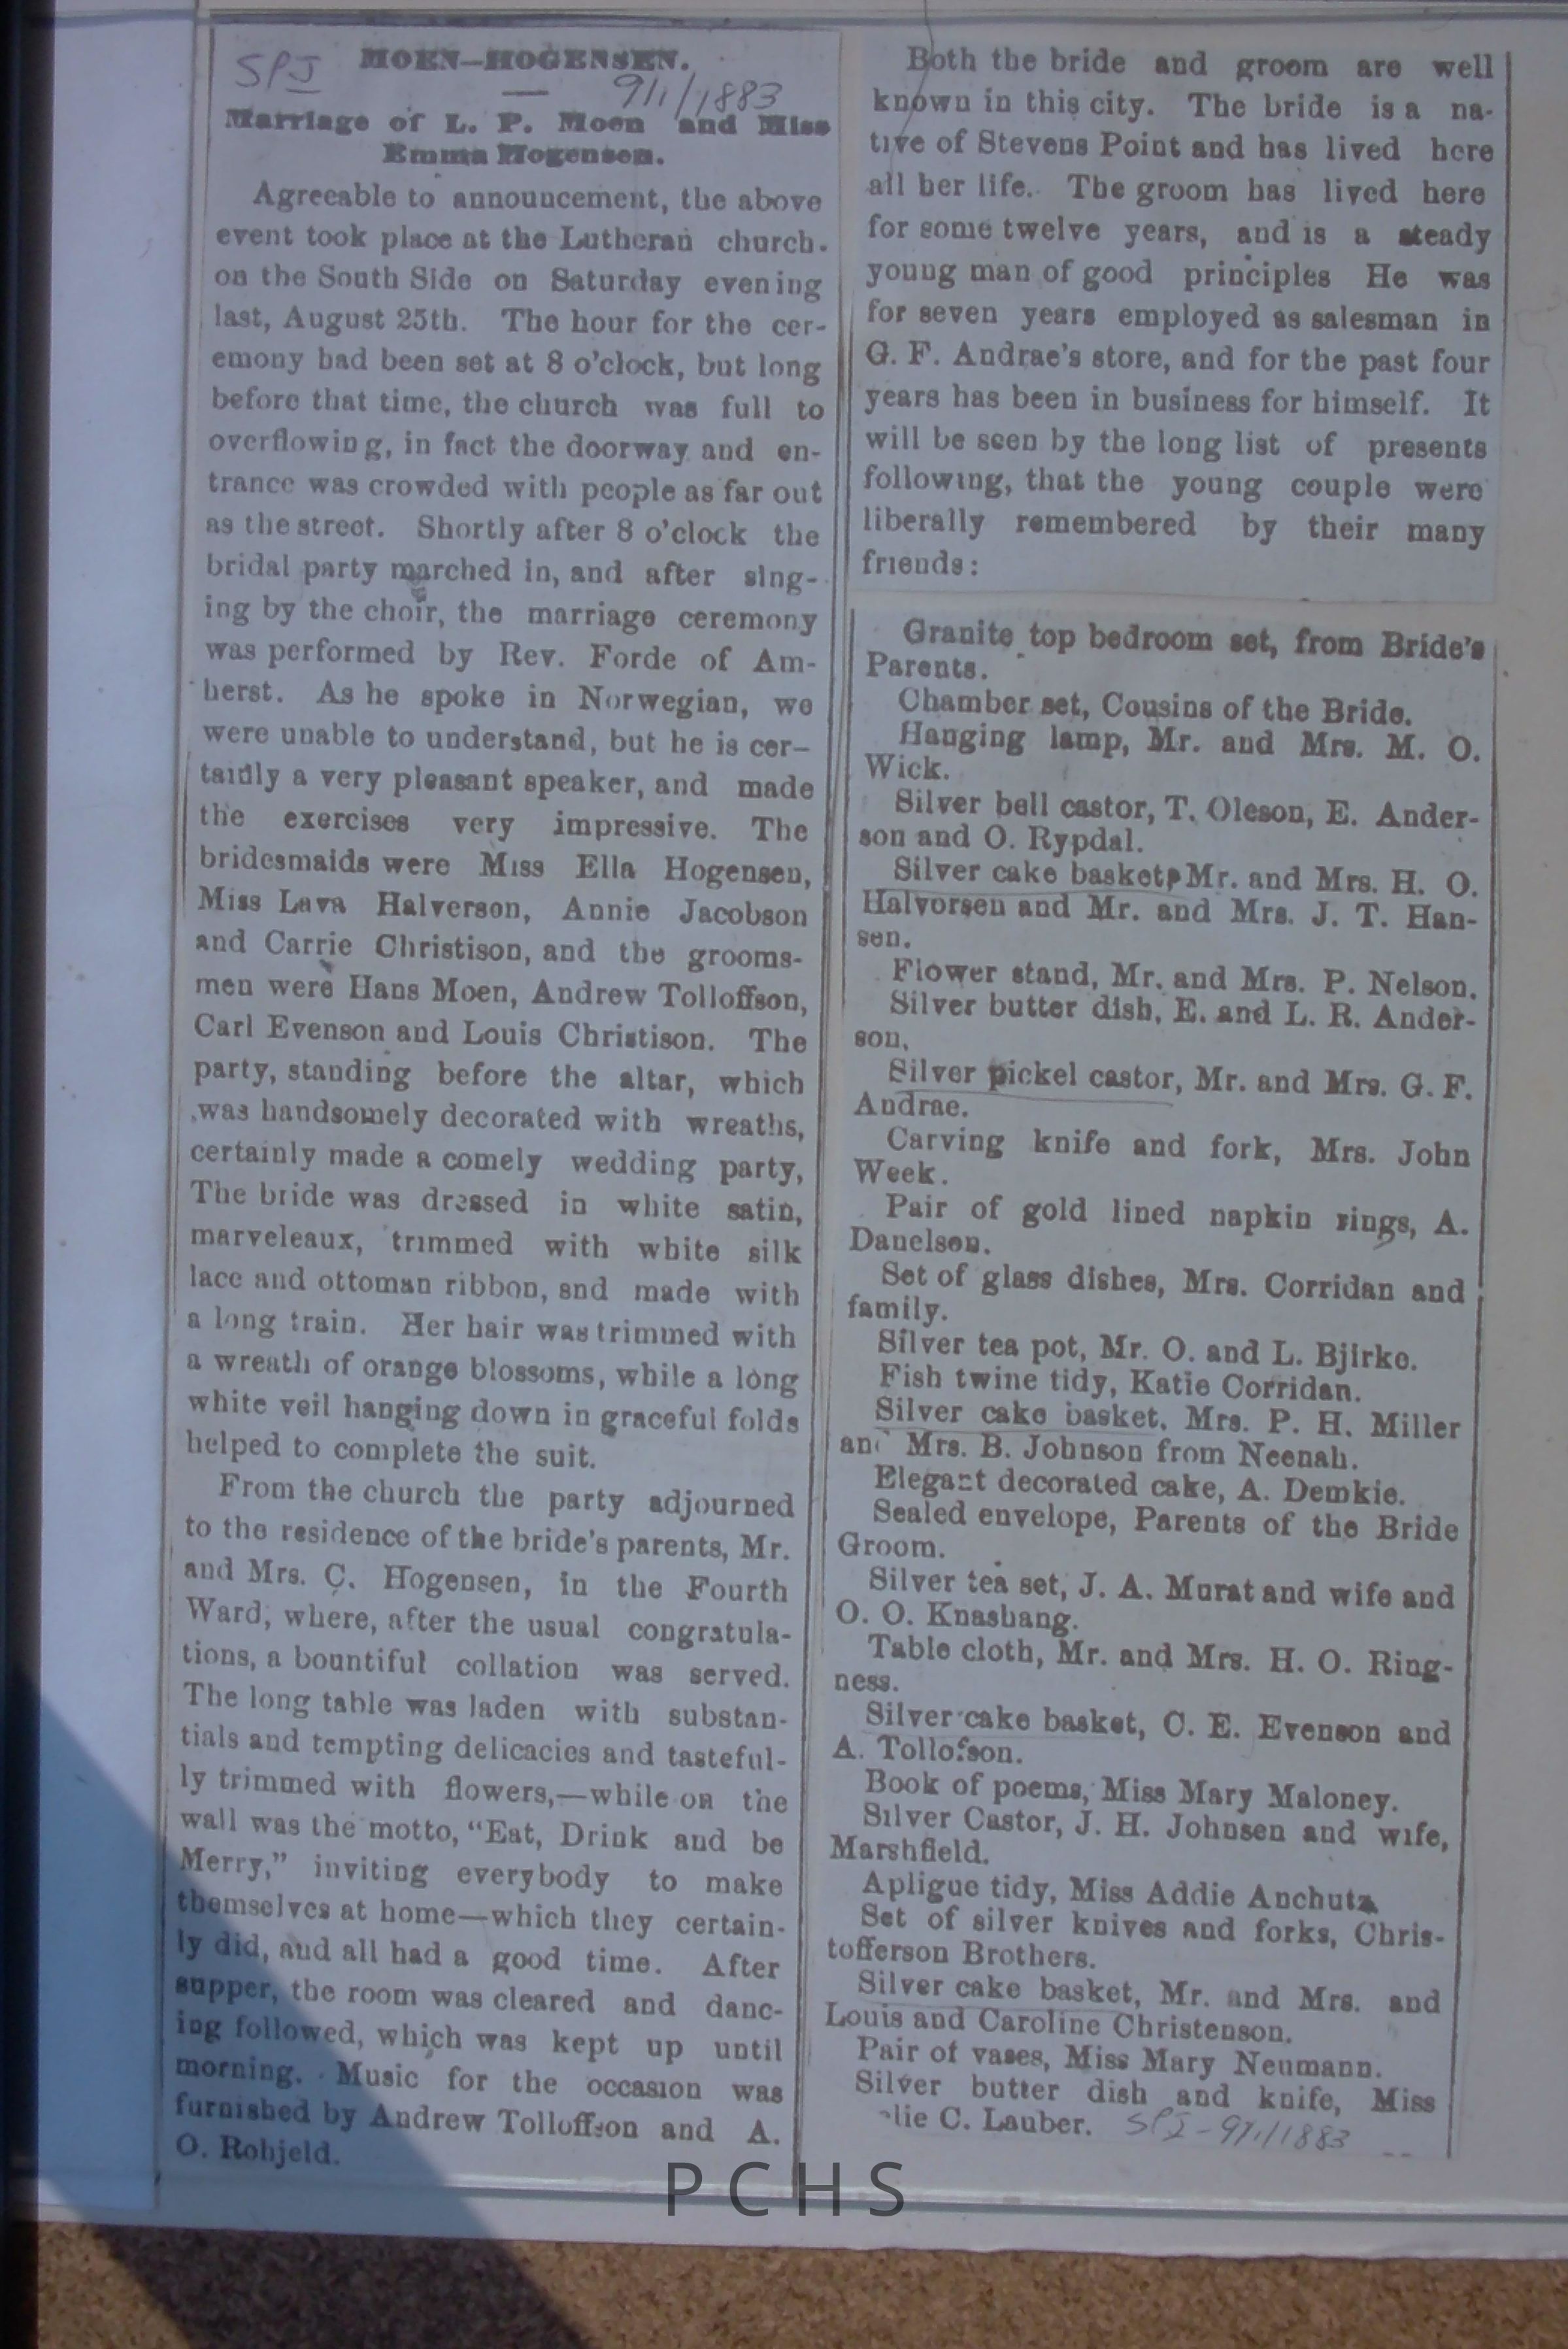 SPJ
MOEN—HOGENSEN.
9/1/1883
Marriage of L. P. Moen and Miss
Emma Hogensen.
Agreeable to announcement, the above
event took place at the Lutheran church.
on the South Side on Saturday evening
last, August 25th. The hour for the cer-
emony had been set at 8 o'clock, but long
before that time, the church was full to
overflowing, in fact the doorway and en-
trance was crowded with people as far out
as the street. Shortly after 8 o'clock the
bridal party marched in, and after sing-
ing by the choir, the marriage ceremony
was performed by Rev. Forde of Am-
herst. As he spoke in Norwegian, we
were unable to understand, but he is cer-
taidly a very pleasant speaker, and made
the exercises very impressive. The
bridesmaids were Miss Ella Hogensen,
Miss Lava Halverson, Annie Jacobson
and Carrie Christison, and the grooms-
men were Hans Moen, Andrew Tolloffson,
Carl Evenson and Louis Christison. The
party, standing before the altar, which
was handsomely decorated with wreaths,
certainly made a comely wedding party,
The bride was dressed in white satin,
marveleaux, trimmed with white silk
lace and ottoman ribbon, snd made with
a long train. Her hair was trimmed with
a wreath of orange blossoms, while a long
white veil hanging down in graceful folds
helped to complete the suit.
From the church the party adjourned
to the residence of the bride's parents, Mr.
and Mrs. C. Hogensen, in the Fourth
Ward, where, after the usual congratula-
tions, a bountiful collation was served.
The long table was laden with substan-
tials and tempting delicacies and tasteful-
ly trimmed with flowers,—while on the
wall was the motto, "Eat, Drink and be
Merry," inviting everybody to make
themselves at home—which they certain-
ly did, and all had a good time. After
supper, the room was cleared and danc-
ing followed, which was kept up until
morning. Music for the occasion was
furnished by Andrew Tolloffson and A.
O. Rohjeld.
Both the bride and groom are well
known in this city. The bride is a na-
tive of Stevens Point and has lived here
all her life. The groom has lived here
for some twelve years, and is a steady
young man of good principles He was
for seven years employed as salesman in
G. F. Andrae's store, and for the past four
years has been in business for himself. It
will be seen by the long list of presents
following, that the young couple were
liberally remembered by their many
friends:
Granite top bedroom set, from Bride's
Parents.
Chamber set, Cousins of the Bride.
Hanging lamp, Mr. and Mrs. M. O.
Wick.
Silver bell castor, T. Oleson, E. Ander-
son and O. Rypdal.
Silver cake basket, Mr. and Mrs. H. O.
Halvorsen and Mr. and Mrs. J. T. Han-
sen.
Flower stand, Mr. and Mrs. P. Nelson.
Silver butter dish, E. and L. R. Ander-
son.
Silver pickel castor, Mr. and Mrs. G. F.
Andrae.
Carving knife and fork, Mrs. John
Week.
Pair of gold lined napkin rings, A.
Danelson.
Set of glass dishes, Mrs. Corridan and
family.
Silver tea pot, Mr. O. and L. Bjirke.
Fish twine tidy, Katie Corridan.
Silver cake basket, Mrs. P. H. Miller
and Mrs. B. Johnson from Neenah.
Elegant decorated cake, A. Demkie.
Sealed envelope, Parents of the Bride
Groom.
Silver tea set, J. A. Murat and wife and
O. O. Knashang.
Table cloth, Mr. and Mrs. H. O. Ring-
ness.
Silver cake basket, C. E. Evenson and
A. Tollofson.
Book of poems, Miss Mary Maloney.
Silver Castor, J. H. Johnsen and wife,
Marshfield.
Apligue tidy, Miss Addie Anchutz
Set of silver knives and forks, Chris-
tofferson Brothers.
Silver cake basket, Mr. and Mrs. and
Louis and Caroline Christenson.
Pair of vases, Miss Mary Neumann.
Silver butter dish and knife, Miss
lie C. Lauber. SPJ - 9/1/1883
PCHS